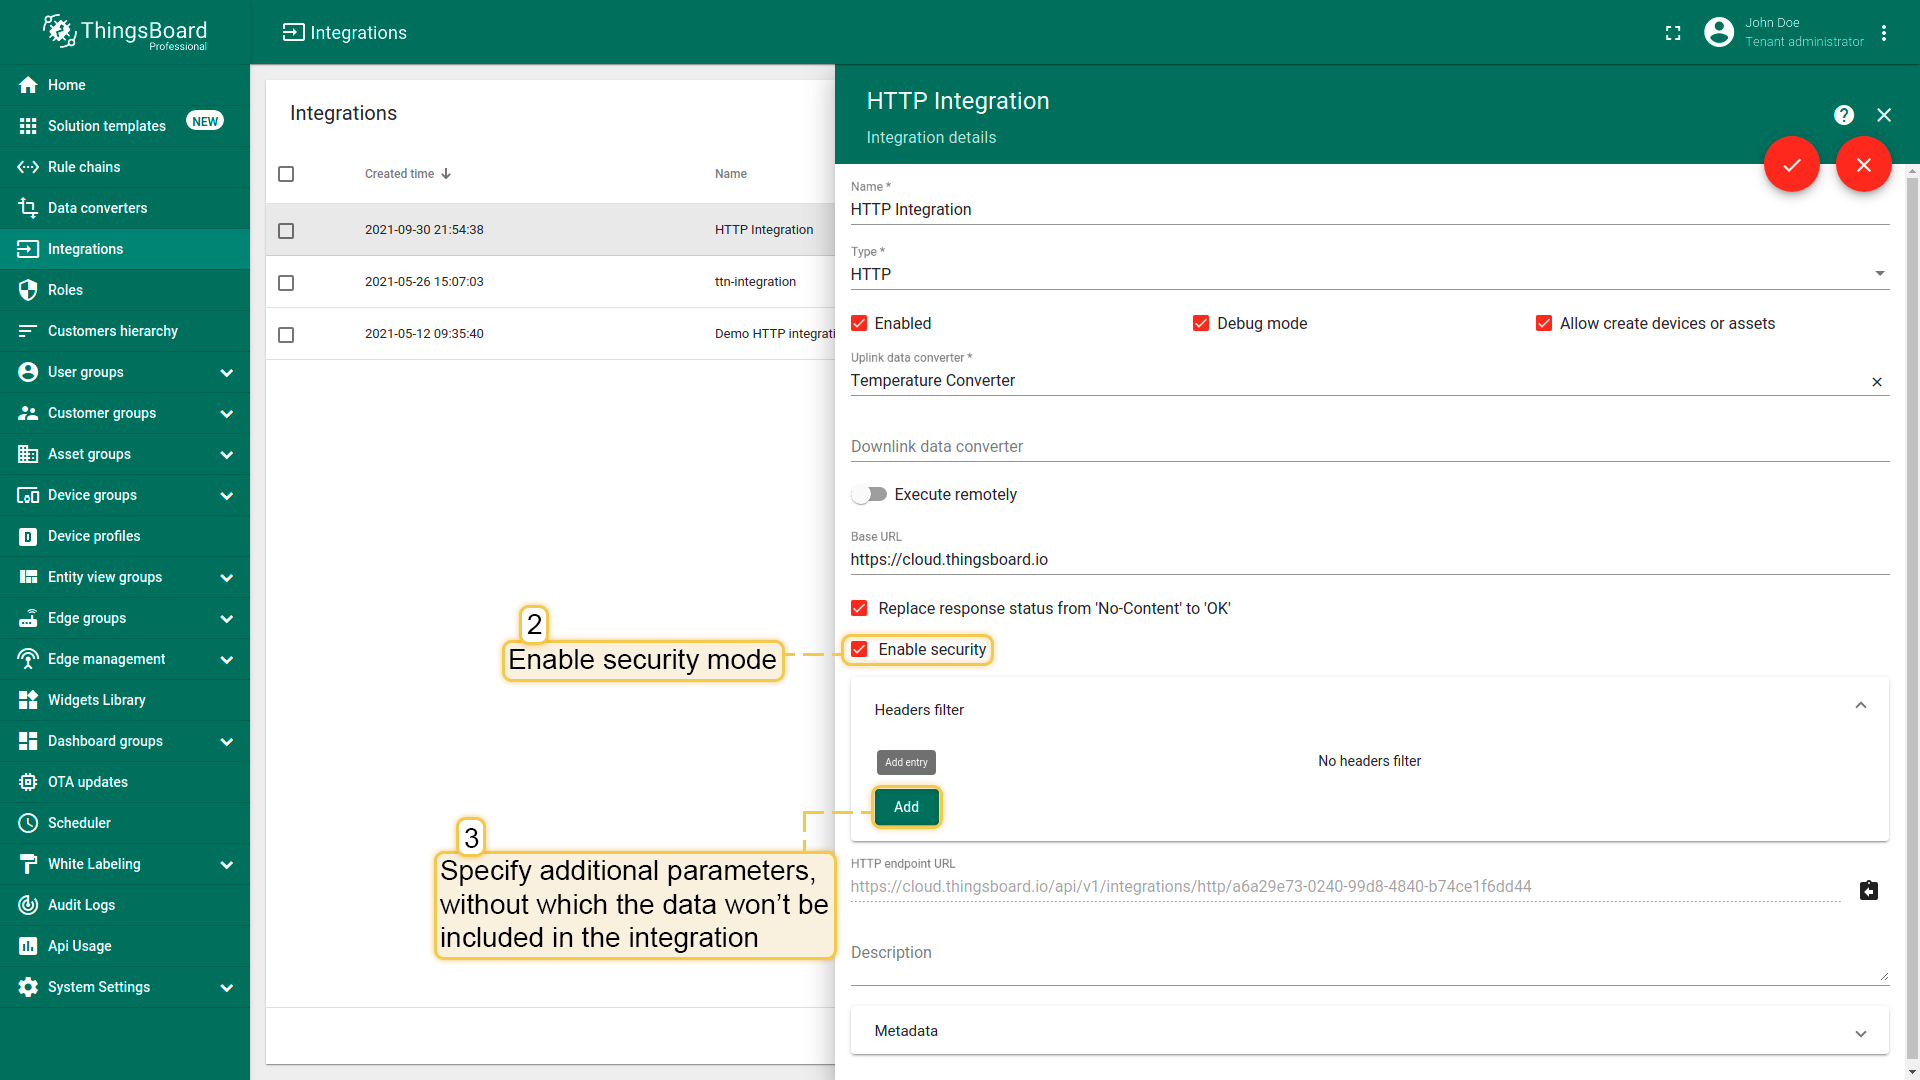 ThingsBoard
Professional
Integrations
John Doe
Tenant administrator
Home
Solution templates
NEW
Rule chains
Data converters
Integrations
Roles
Customers hierarchy
User groups
Customer groups
Asset groups
Device groups
Device profiles
Entity view groups
Edge groups
Edge management
Widgets Library
Dashboard groups
OTA updates
Scheduler
White Labeling
Audit Logs
Api Usage
System Settings
Integrations
Created time Name
2021-09-30 21:54:38 HTTP Integration
2021-05-26 15:07:03 ttn-integration
2021-05-12 09:35:40 Demo HTTP integrati
2
Enable security mode
3
Specify additional parameters,
without which the data won’t be
included in the integration
HTTP Integration
Integration details
Name *
HTTP Integration
Type *
HTTP
Enabled Debug mode Allow create devices or assets
Uplink data converter *
Temperature Converter
Downlink data converter
Execute remotely
Base URL
https://cloud.thingsboard.io
Replace response status from 'No-Content' to 'OK'
Enable security
Headers filter
Add entry
No headers filter
Add
HTTP endpoint URL
https://cloud.thingsboard.io/api/v1/integrations/http/a6a29e73-0240-99d8-4840-b74ce1f6dd44
Description
Metadata